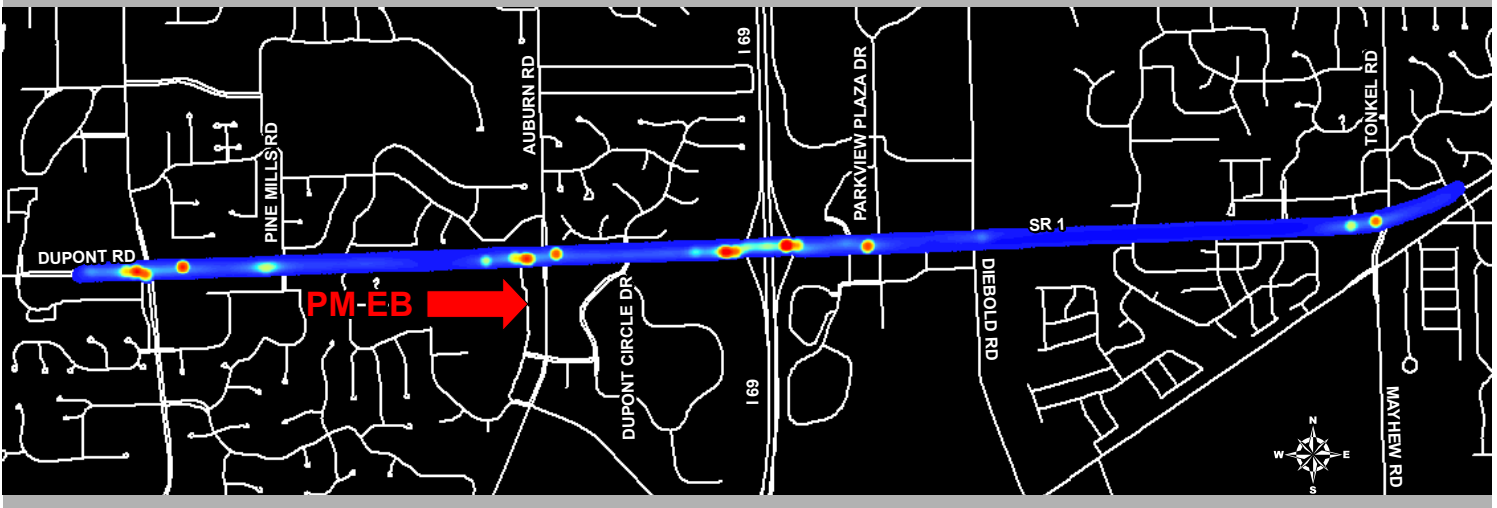 I 69
AUBURN RD
PARKVIEW PLAZA DR
TONKEL RD
PINE MILLS RD
SR 1
DUPONT RD
PM-EB
DIEBOLD RD
DUPONT CIRCLE DR
I 69
MAYHEW RD
N
W
E
S